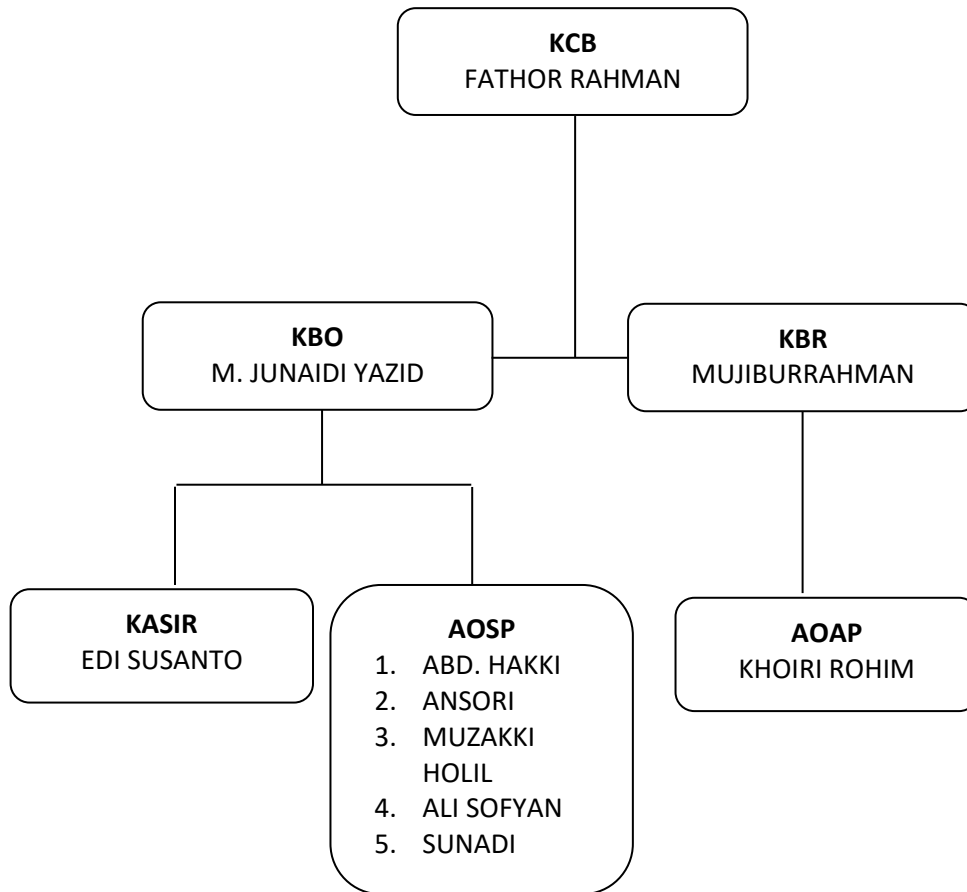 KCB
FATHOR RAHMAN
KBO
M. JUNAIDI YAZID
KBR
MUJIBURRAHMAN
KASIR
EDI SUSANTO
AOSP
1. ABD. HAKKI
2. ANSORI
3. MUZAKKI
HOLIL
4. ALI SOFYAN
5. SUNADI
AOAP
KHOIRI ROHIM